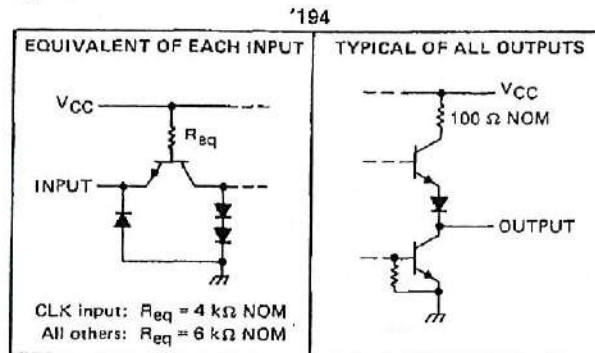 '194
EQUIVALENT OF EACH INPUT
VCC
Req
INPUT
CLK input: Req = 4 kΩ NOM
All others: Req = 6 kΩ NOM
TYPICAL OF ALL OUTPUTS
VCC
100 Ω NOM
OUTPUT